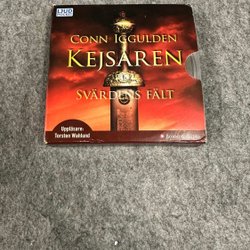 LJUD
CONN IGGULDEN
KEJSAREN
SVÄRDENS FÄLT
Uppläsare:
Torsten Wahlund